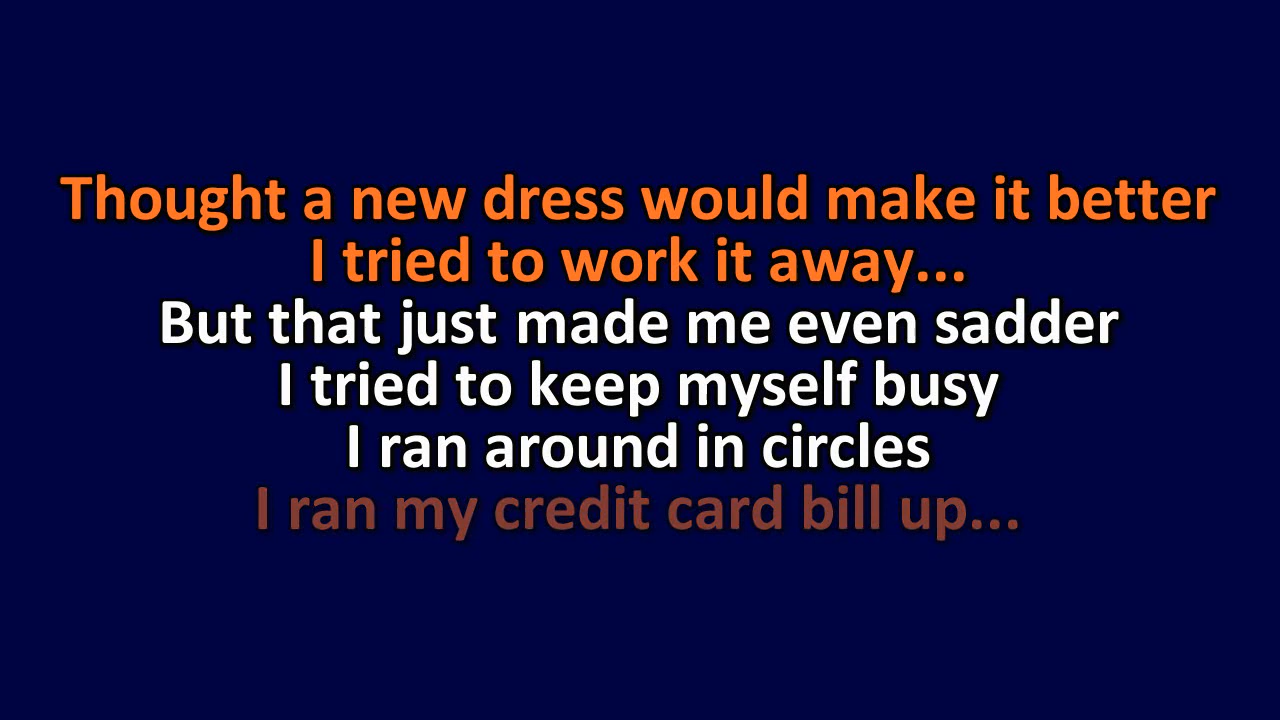 Thought a new dress would make it better
I tried to work it away...
But that just made me even sadder
I tried to keep myself busy
I ran around in circles
I ran my credit card bill up...